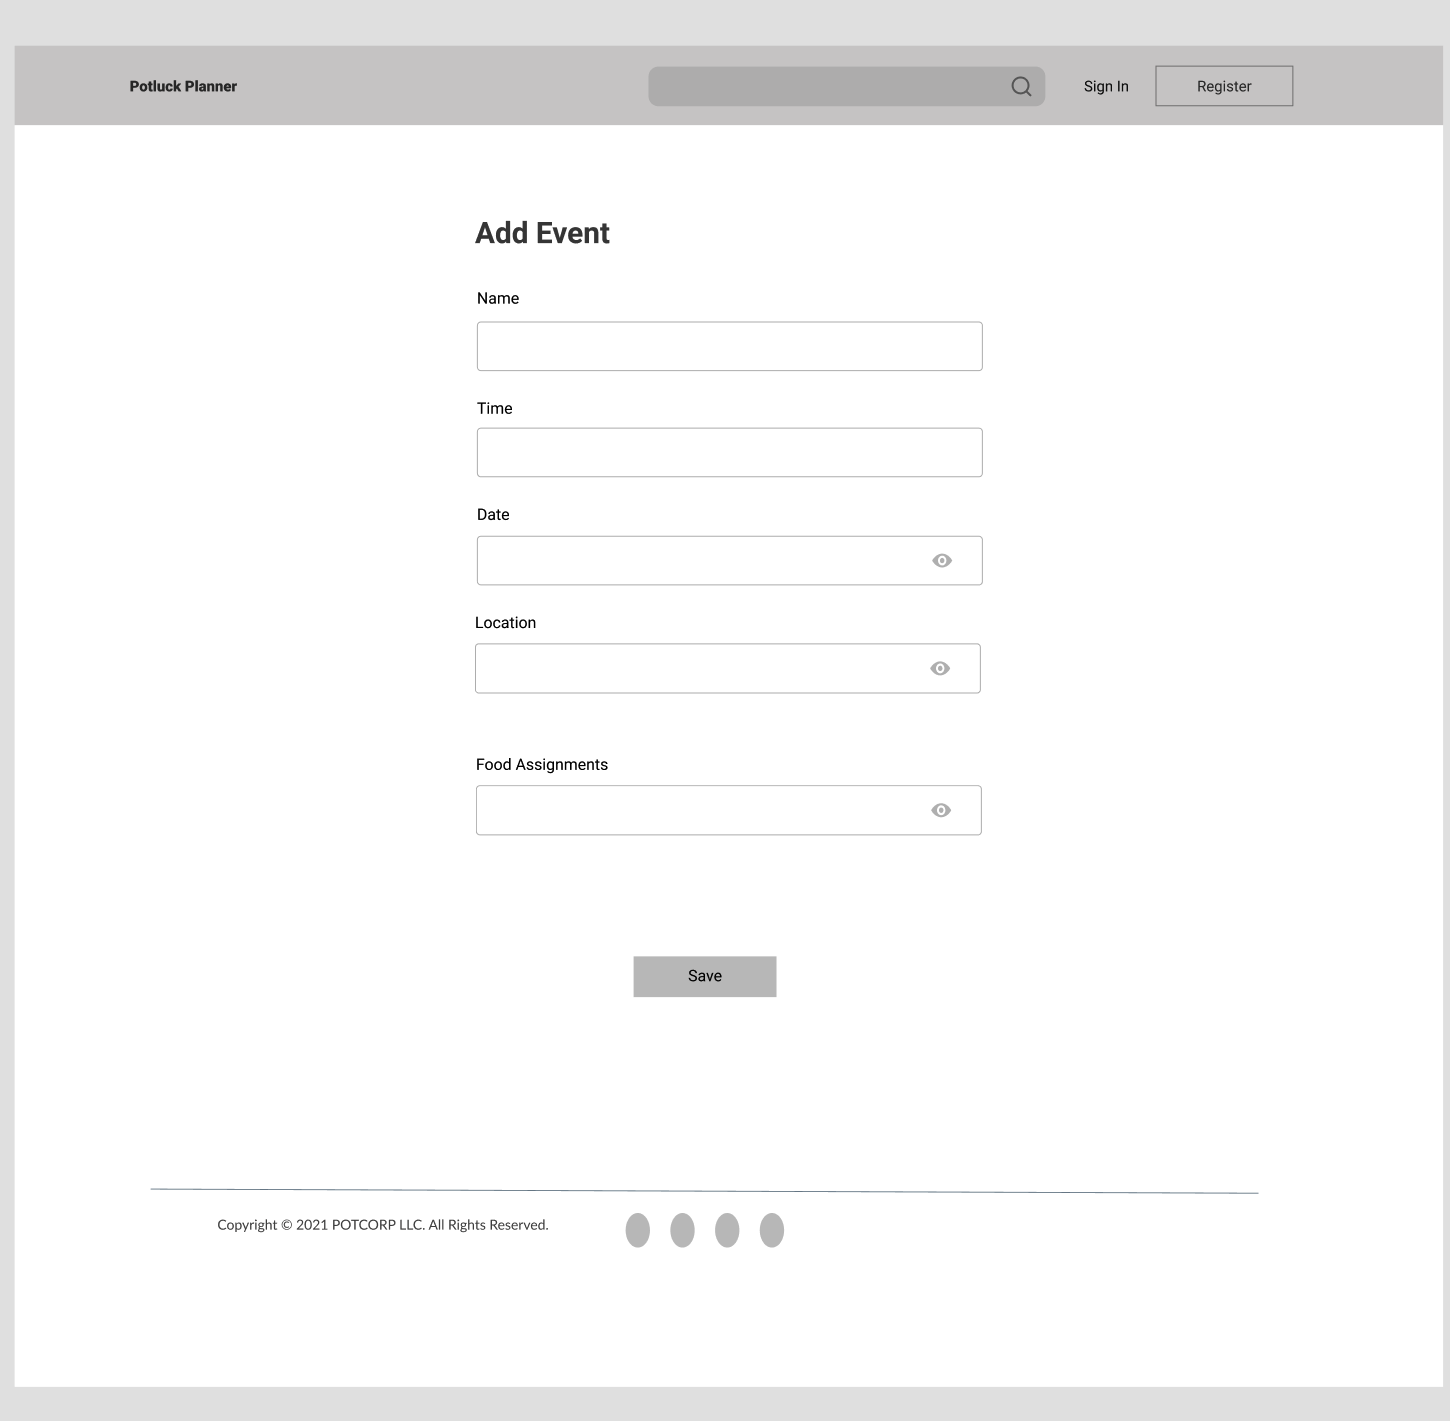 Potluck Planner
Sign In
Register
Add Event
Name
Time
Date
Location
Food Assignments
Save
Copyright © 2021 POTCORP LLC. All Rights Reserved.